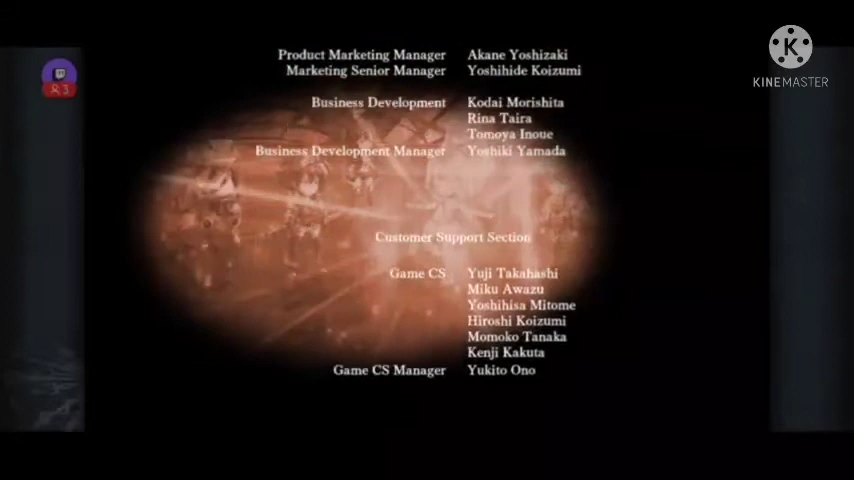 Product Marketing Manager Akane Yoshizaki
Marketing Senior Manager Yoshihide Koizumi
Business Development Kodai Morishita
Rina Taira
Tomoya Inoue
Business Development Manager Yoshiki Yamada
Customer Support Section
Game CS Yuji Takahashi
Miku Awazu
Yoshihisa Mitome
Hiroshi Koizumi
Momoko Tanaka
Kenji Kakuta
Game CS Manager Yukito Ono
K
KINEMASTER
3